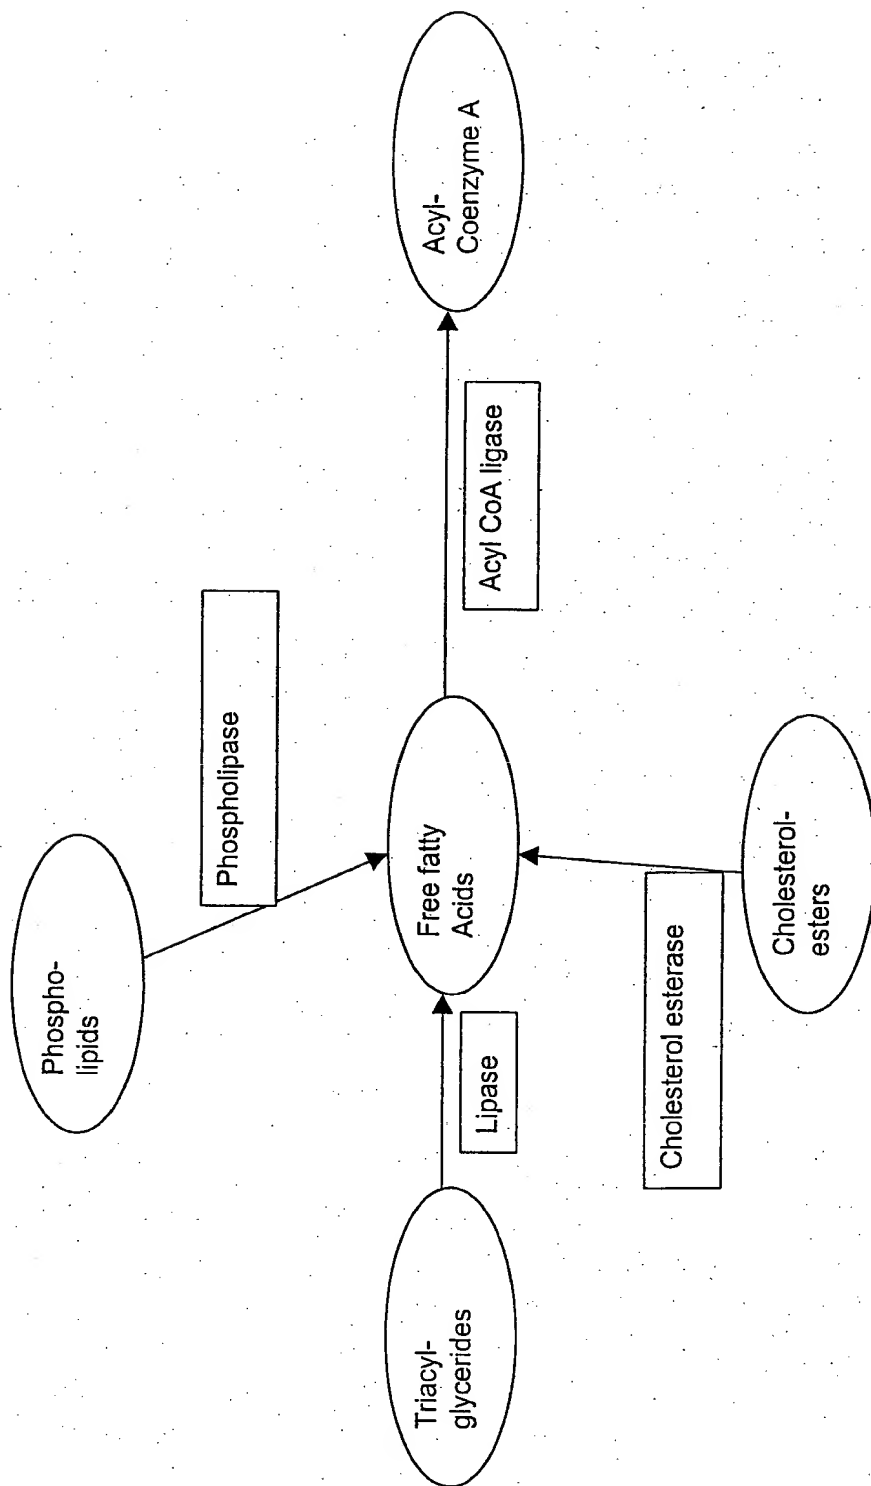 Phospho-
lipids
Phospholipase
Triacyl-
glycerides
Lipase
Free fatty
Acids
Acyl CoA ligase
Acyl-
Coenzyme A
Cholesterol esterase
Cholesterol-
esters